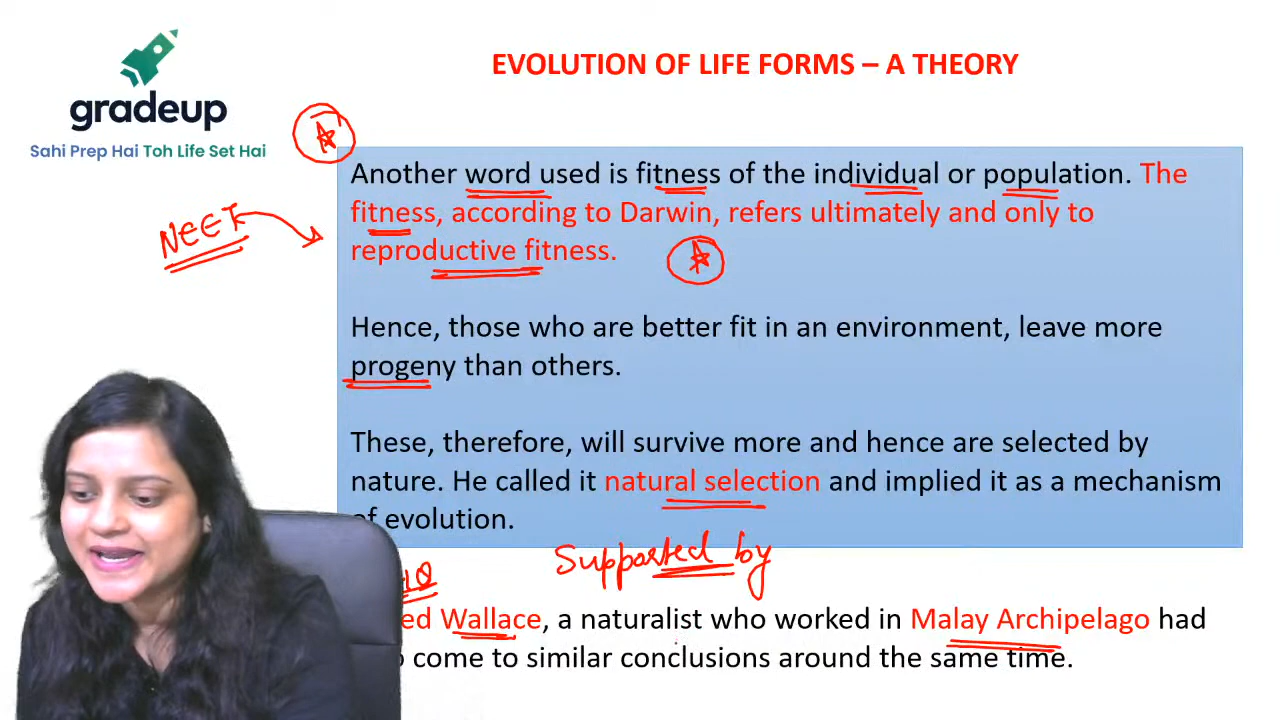 EVOLUTION OF LIFE FORMS – A THEORY
gradeup
Sahi Prep Hai Toh Life Set Hai
Another word used is fitness of the individual or population. The
fitness, according to Darwin, refers ultimately and only to
reproductive fitness.
NEET
Hence, those who are better fit in an environment, leave more
progeny than others.
These, therefore, will survive more and hence are selected by
nature. He called it natural selection and implied it as a mechanism
of evolution.
Supported by
Wallace, a naturalist who worked in Malay Archipelago had
come to similar conclusions around the same time.